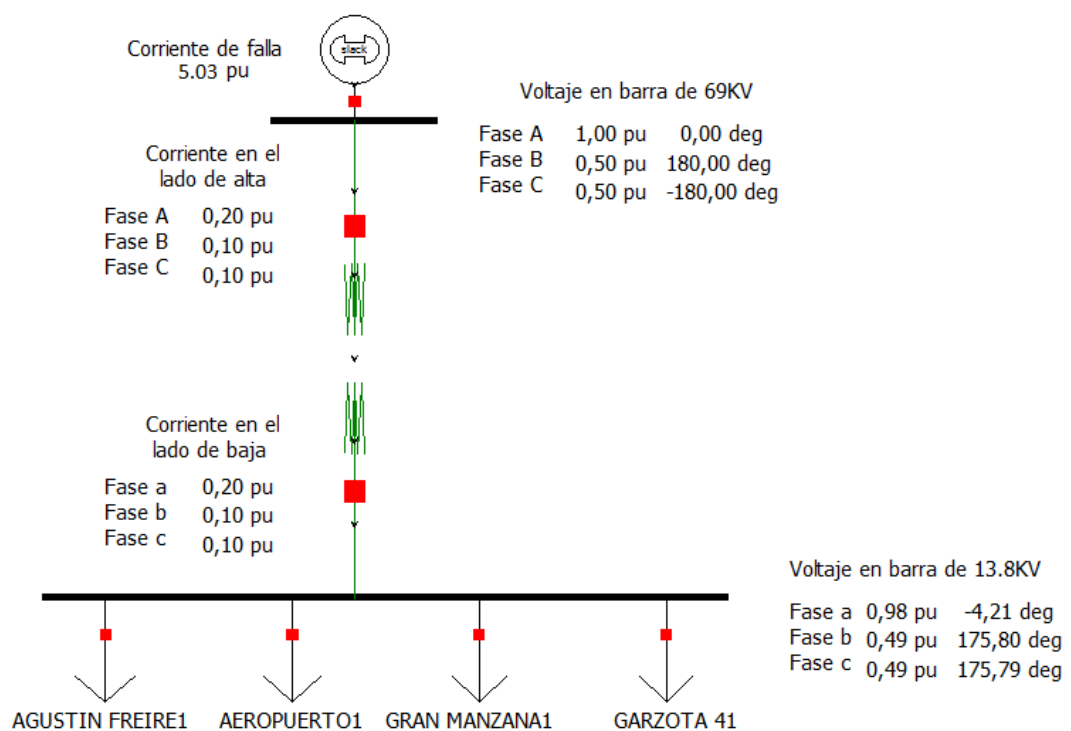 Corriente de falla
5.03 pu
slack
Voltaje en barra de 69KV
Fase A 1,00 pu 0,00 deg
Fase B 0,50 pu 180,00 deg
Fase C 0,50 pu -180,00 deg
Corriente en el
lado de alta
Fase A 0,20 pu
Fase B 0,10 pu
Fase C 0,10 pu
Corriente en el
lado de baja
Fase a 0,20 pu
Fase b 0,10 pu
Fase c 0,10 pu
Voltaje en barra de 13.8KV
Fase a 0,98 pu -4,21 deg
Fase b 0,49 pu 175,80 deg
Fase c 0,49 pu 175,79 deg
AGUSTIN FREIRE1 AEROPUERTO1 GRAN MANZANA1 GARZOTA 41